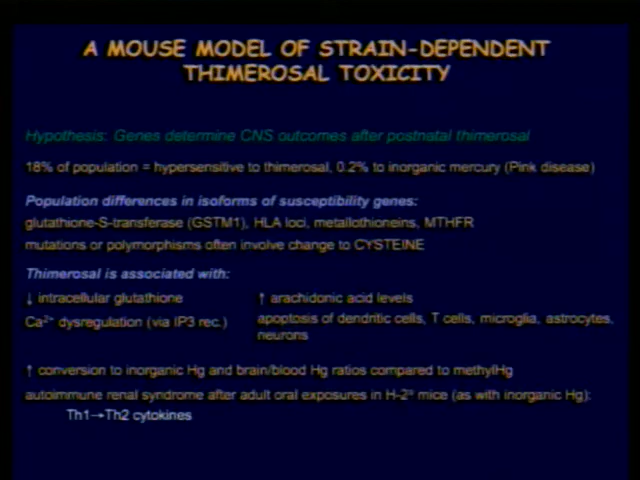 A MOUSE MODEL OF STRAIN-DEPENDENT
THIMEROSAL TOXICITY
Hypothesis: Genes determine CNS outcomes after postnatal thimerosal
18% of population = hypersensitive to thimerosal, 0.2% to inorganic mercury (Pink disease)
Population differences in isoforms of susceptibility genes:
glutathione-S-transferase (GSTM1), HLA loci, metallothioneins, MTHFR
mutations or polymorphisms often involve change to CYSTEINE
Thimerosal is associated with:
↓ intracellular glutathione
↑ arachidonic acid levels
Ca²⁺ dysregulation (via IP3 rec.)
apoptosis of dendritic cells, T cells, microglia, astrocytes,
neurons
↑ conversion to inorganic Hg and brain/blood Hg ratios compared to methylHg
autoimmune renal syndrome after adult oral exposures in mice (as with inorganic Hg):
Th1→Th2 cytokines